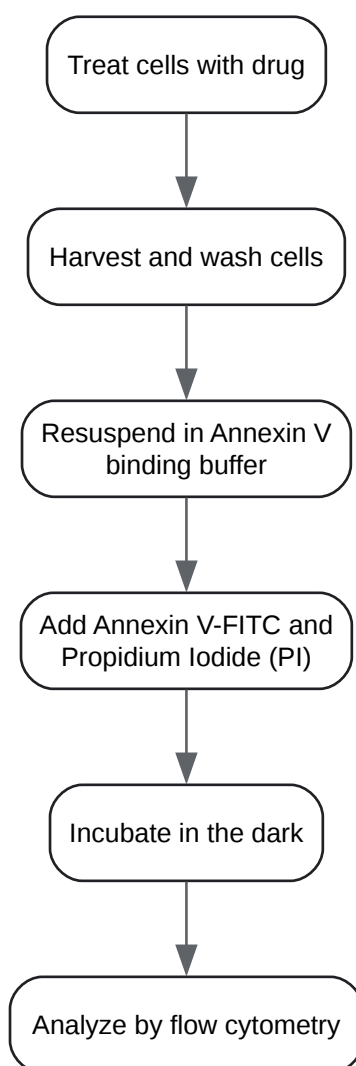 Treat cells with drug
Harvest and wash cells
Resuspend in Annexin V
binding buffer
Add Annexin V-FITC and
Propidium Iodide (PI)
Incubate in the dark
Analyze by flow cytometry